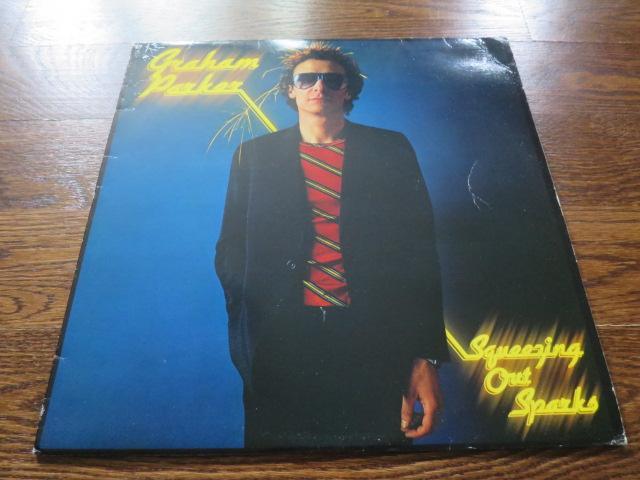 Graham
Parker
Squeezing
Out
Sparks